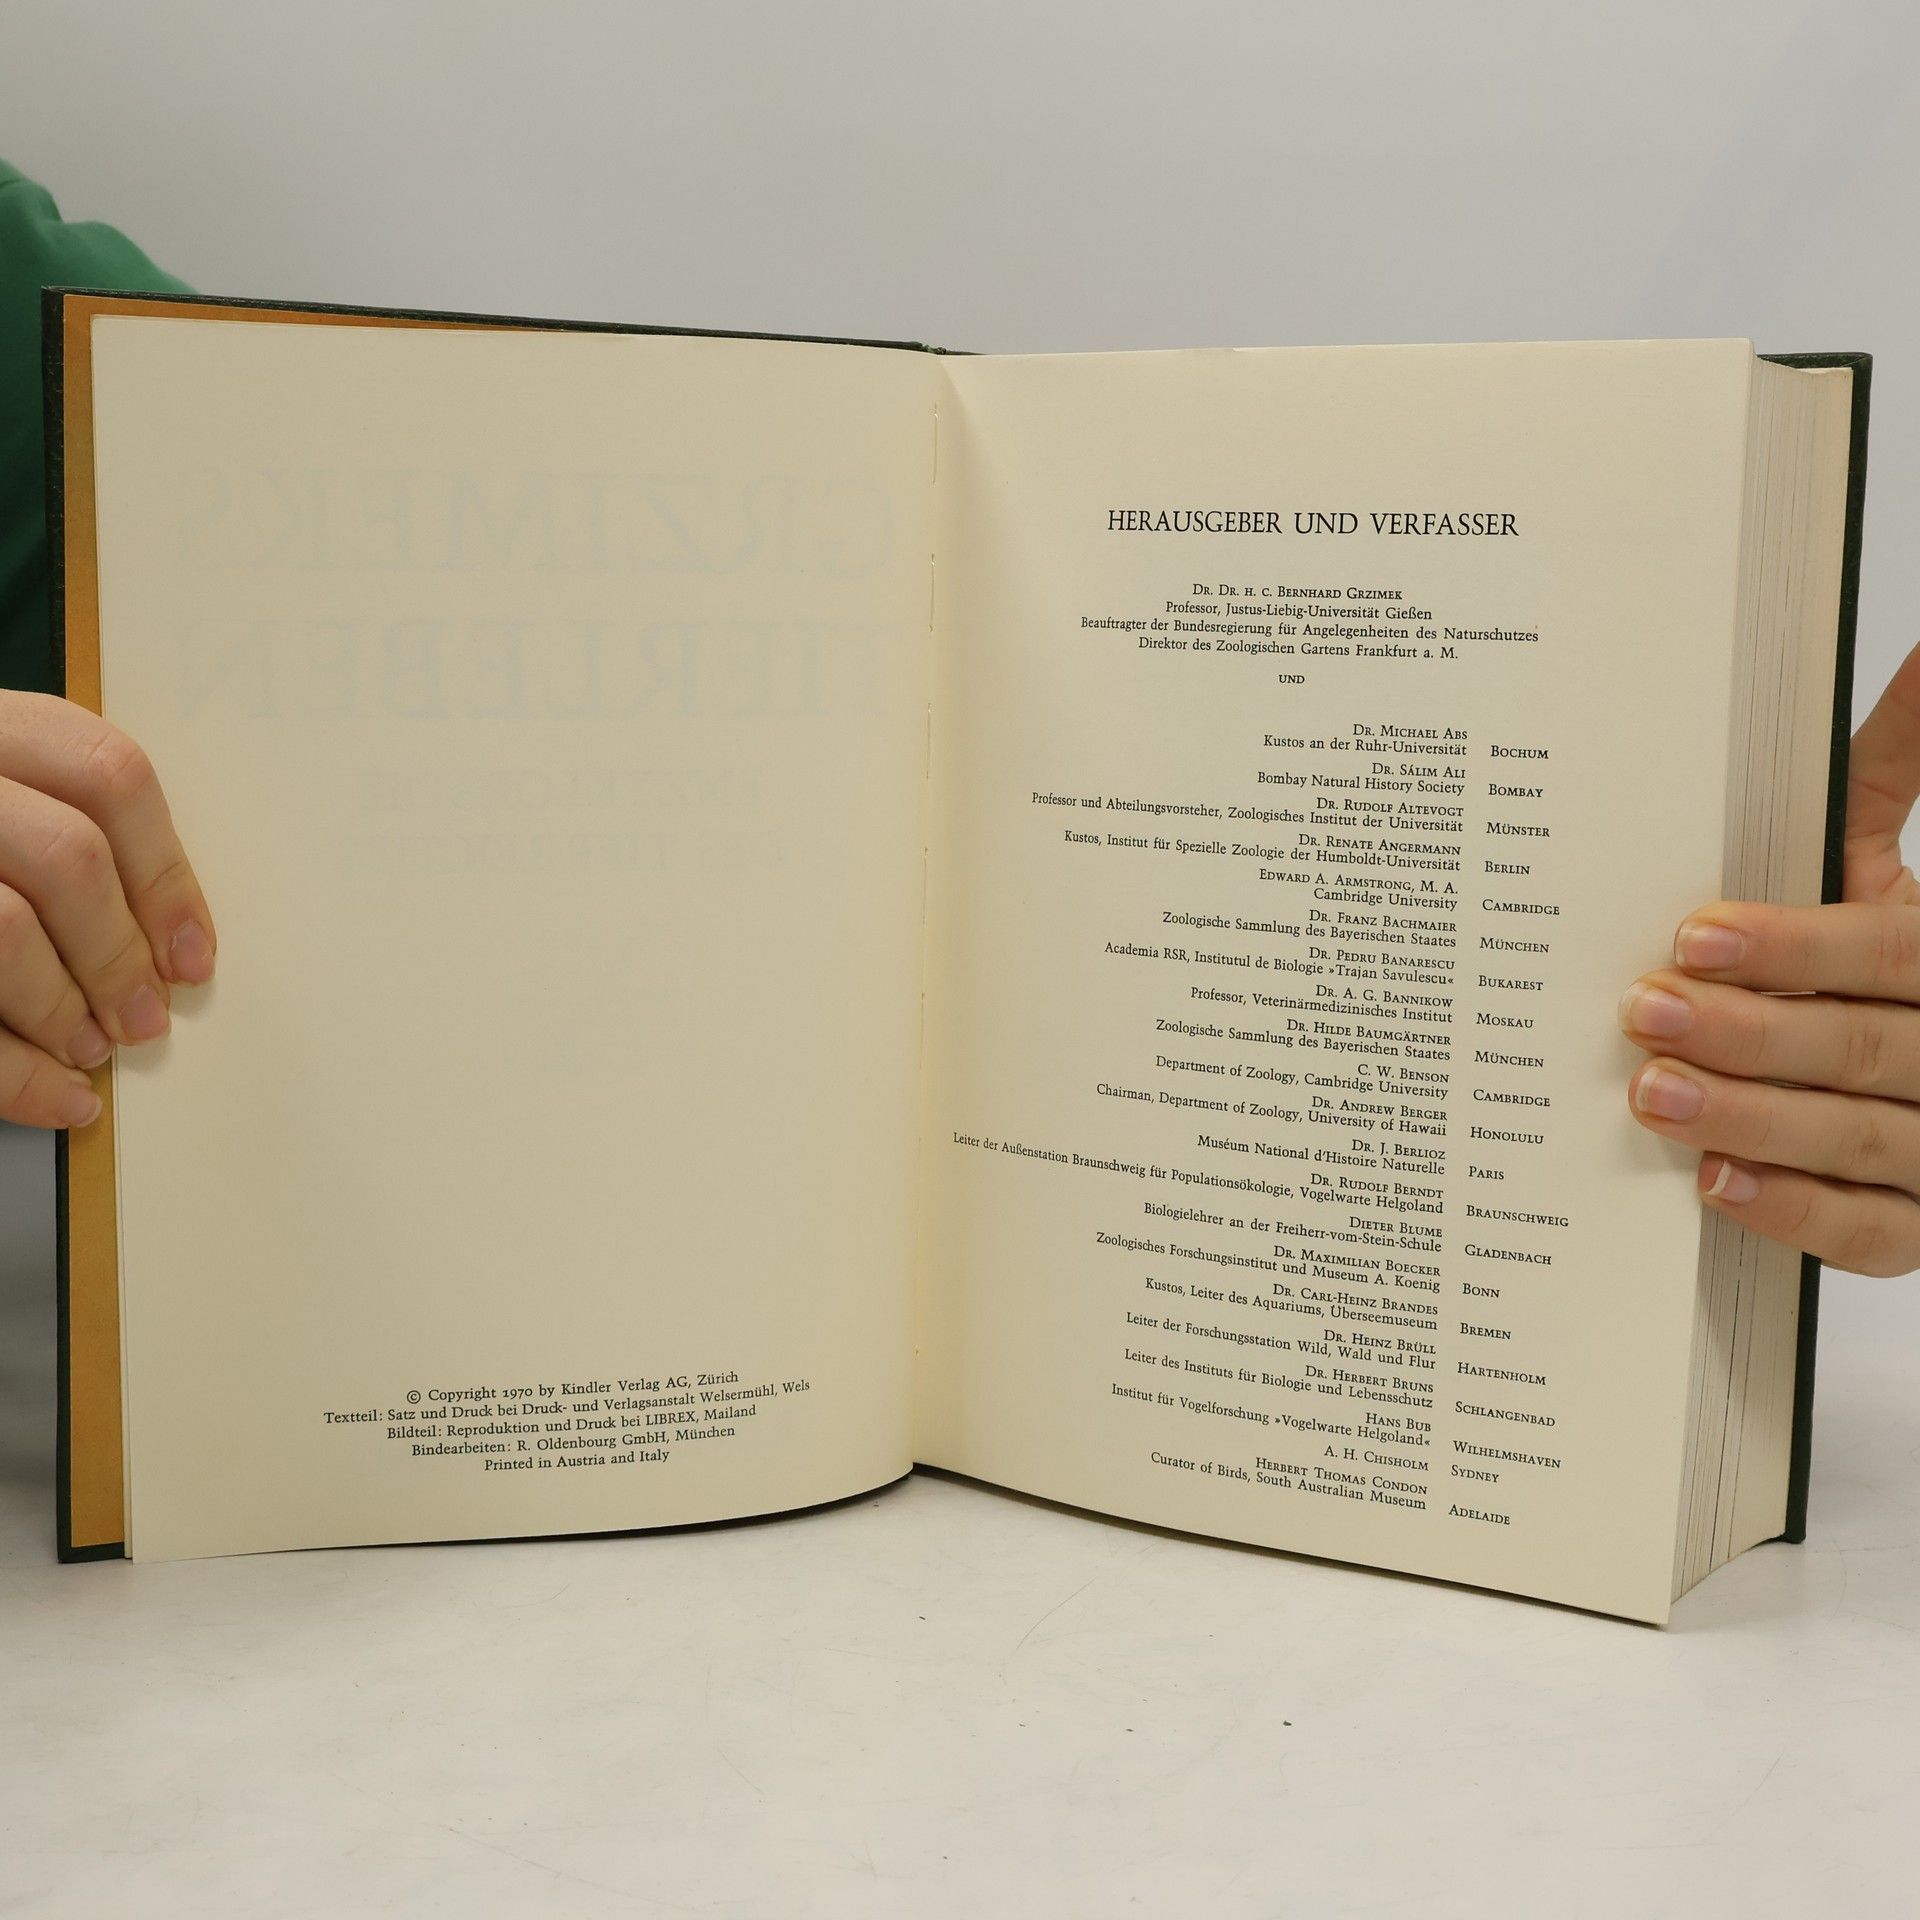 GRZIMEKS
TIERLEBEN
© Copyright 1970 by Kindler Verlag AG, Zürich
Textteil: Satz und Druck bei Druck- und Verlagsanstalt Welsermühl, Wels
Bildteil: Reproduktion und Druck bei LIBREX, Mailand
Bindearbeiten: R. Oldenbourg GmbH, München
Printed in Austria and Italy
HERAUSGEBER UND VERFASSER
DR. DR. H. C. BERNHARD GRZIMEK
Professor, Justus-Liebig-Universität Gießen
Beauftragter der Bundesregierung für Angelegenheiten des Naturschutzes
Direktor des Zoologischen Gartens Frankfurt a. M.
UND
DR. MICHAEL ABS
Kustos an der Ruhr-Universität BOCHUM
DR. SÁLIM ALI
Bombay Natural History Society BOMBAY
DR. RUDOLF ALTEVOGT
Professor und Abteilungsvorsteher, Zoologisches Institut der Universität MÜNSTER
DR. RENATE ANGERMANN
Kustos, Institut für Spezielle Zoologie der Humboldt-Universität BERLIN
EDWARD A. ARMSTRONG, M. A.
Cambridge University CAMBRIDGE
DR. FRANZ BACHMAIER
Zoologische Sammlung des Bayerischen Staates MÜNCHEN
DR. PEDRU BANARESCU
Academia RSR, Institutul de Biologie »Trajan Savulescu« BUKAREST
DR. A. G. BANNIKOW
Professor, Veterinärmedizinisches Institut MOSKAU
DR. HILDE BAUMGÄRTNER
Zoologische Sammlung des Bayerischen Staates MÜNCHEN
C. W. BENSON
Department of Zoology, Cambridge University CAMBRIDGE
DR. ANDREW BERGER
Chairman, Department of Zoology, University of Hawaii HONOLULU
DR. J. BERLIOZ
Muséum National d'Histoire Naturelle PARIS
DR. RUDOLF BERNDT
Leiter der Außenstation Braunschweig für Populationsökologie, Vogelwarte Helgoland BRAUNSCHWEIG
DIETER BLUME
Biologielehrer an der Freiherr-vom-Stein-Schule GLADENBACH
DR. MAXIMILIAN BOECKER
Zoologisches Forschungsinstitut und Museum A. Koenig BONN
DR. CARL-HEINZ BRANDES
Kustos, Leiter des Aquariums, Überseemuseum BREMEN
DR. HEINZ BRÜLL
Leiter der Forschungsstation Wild, Wald und Flur HARTENHOLM
DR. HERBERT BRUNS
Leiter des Instituts für Biologie und Lebensschutz SCHLANGENBAD
HANS BUB
Institut für Vogelforschung »Vogelwarte Helgoland« WILHELMSHAVEN
A. H. CHISHOLM SYDNEY
HERBERT THOMAS CONDON
Curator of Birds, South Australian Museum ADELAIDE